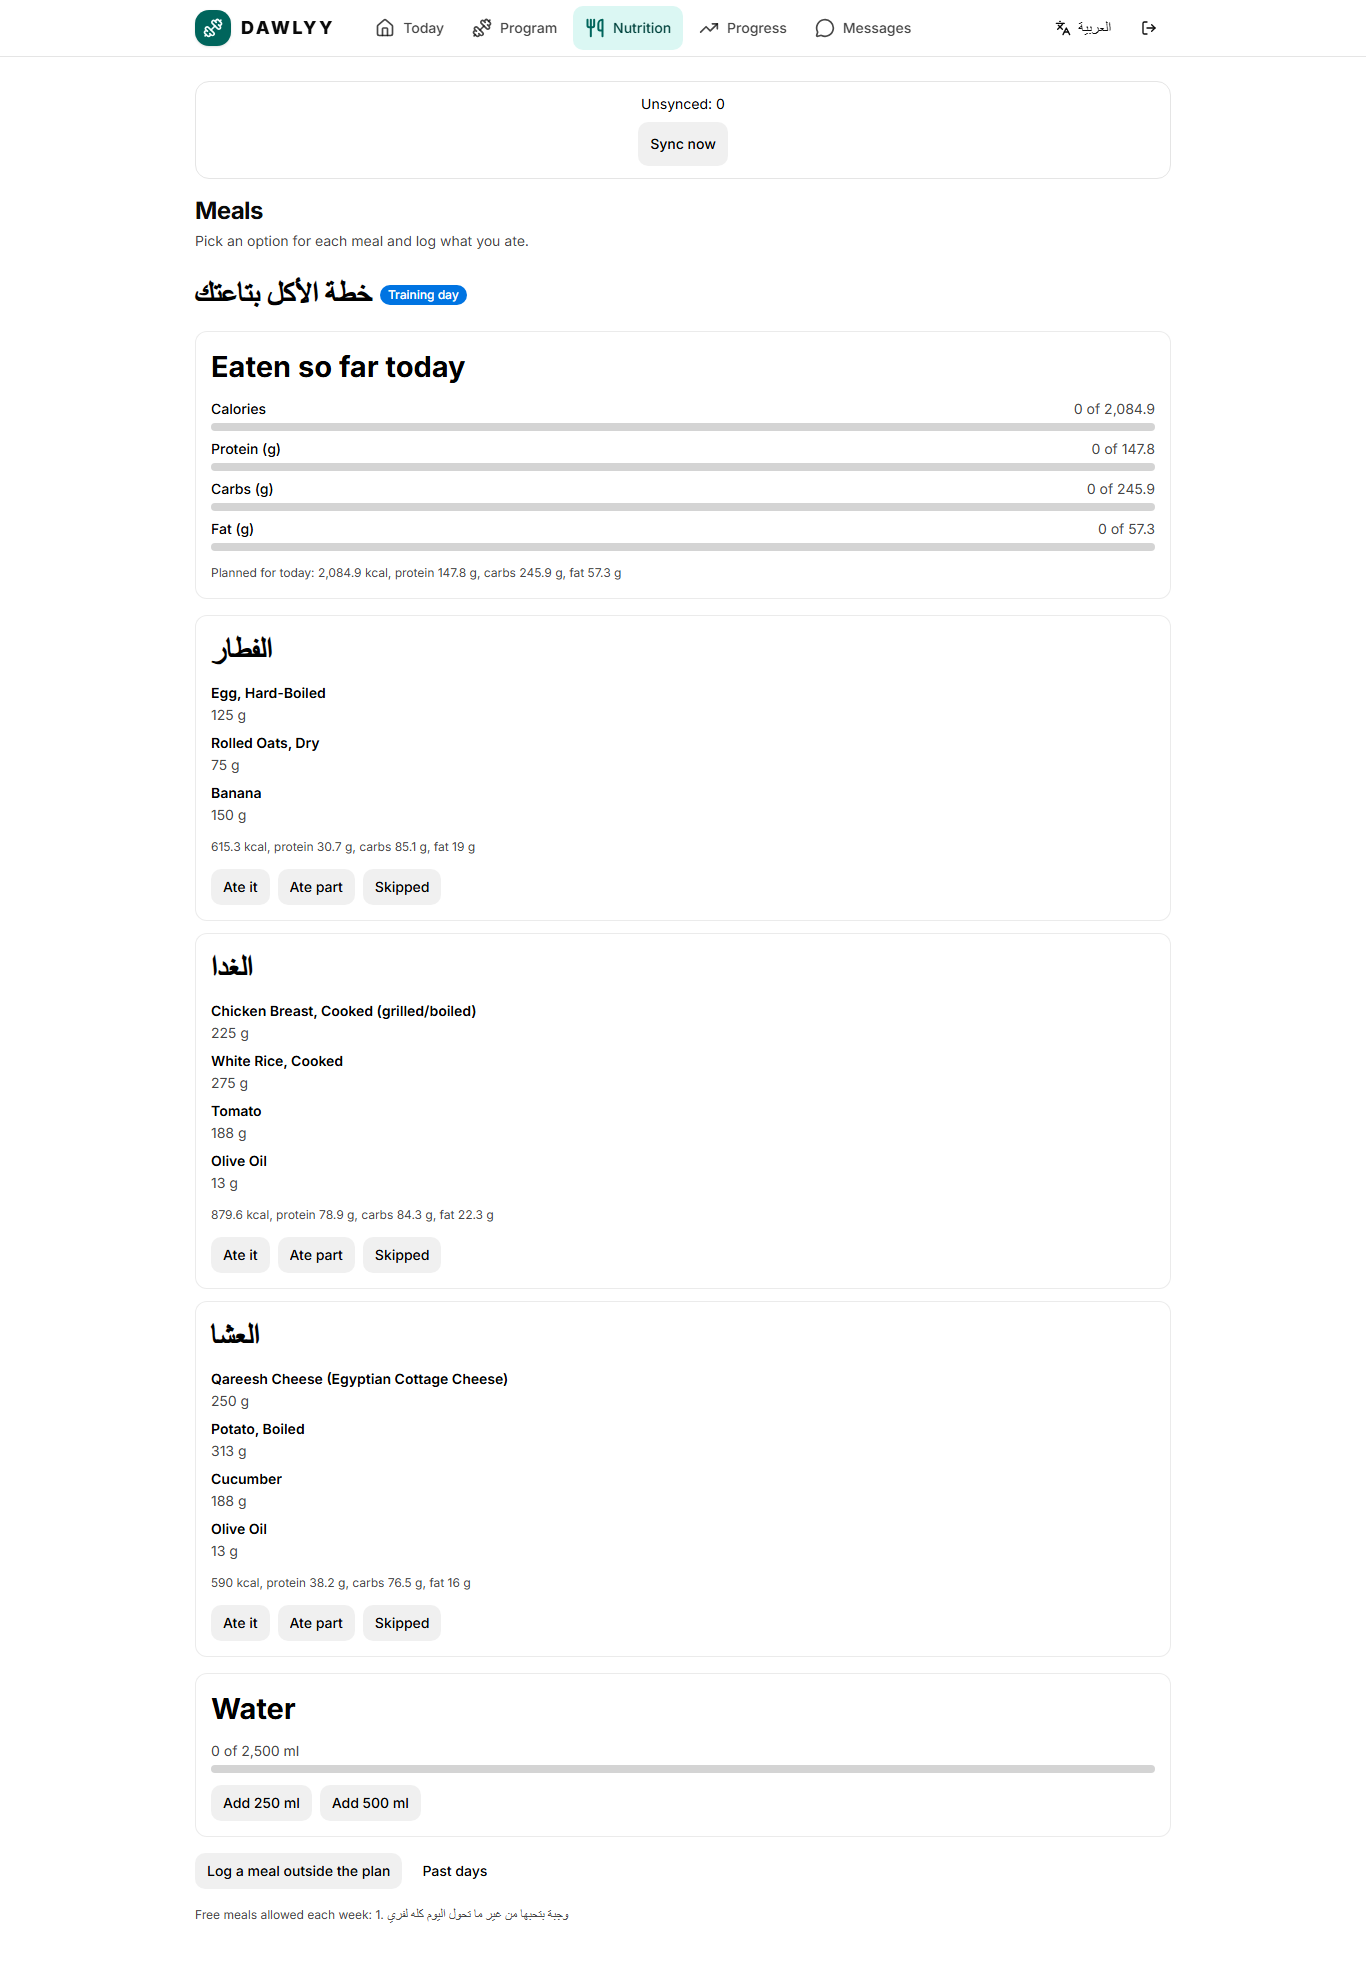 DAWLYY
Today
Program
Nutrition
Progress
Messages
العربية
Unsynced: 0
Sync now
Meals
Pick an option for each meal and log what you ate.
خطة الأكل بتاعتك Training day
Eaten so far today
Calories 0 of 2,084.9
Protein (g) 0 of 147.8
Carbs (g) 0 of 245.9
Fat (g) 0 of 57.3
Planned for today: 2,084.9 kcal, protein 147.8 g, carbs 245.9 g, fat 57.3 g
الفطار
Egg, Hard-Boiled
125 g
Rolled Oats, Dry
75 g
Banana
150 g
615.3 kcal, protein 30.7 g, carbs 85.1 g, fat 19 g
Ate it Ate part Skipped
الغدا
Chicken Breast, Cooked (grilled/boiled)
225 g
White Rice, Cooked
275 g
Tomato
188 g
Olive Oil
13 g
879.6 kcal, protein 78.9 g, carbs 84.3 g, fat 22.3 g
Ate it Ate part Skipped
العشا
Qareesh Cheese (Egyptian Cottage Cheese)
250 g
Potato, Boiled
313 g
Cucumber
188 g
Olive Oil
13 g
590 kcal, protein 38.2 g, carbs 76.5 g, fat 16 g
Ate it Ate part Skipped
Water
0 of 2,500 ml
Add 250 ml Add 500 ml
Log a meal outside the plan Past days
Free meals allowed each week: 1. وجبة بتحبها من غير ما تحول اليوم كله لفري